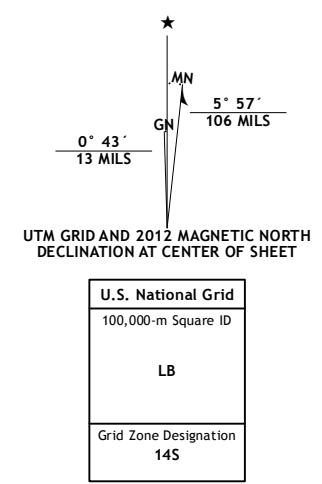 MN
GN
5° 57´
106 MILS
0° 43´
13 MILS
UTM GRID AND 2012 MAGNETIC NORTH
DECLINATION AT CENTER OF SHEET
U.S. National Grid
100,000-m Square ID
LB
Grid Zone Designation
14S